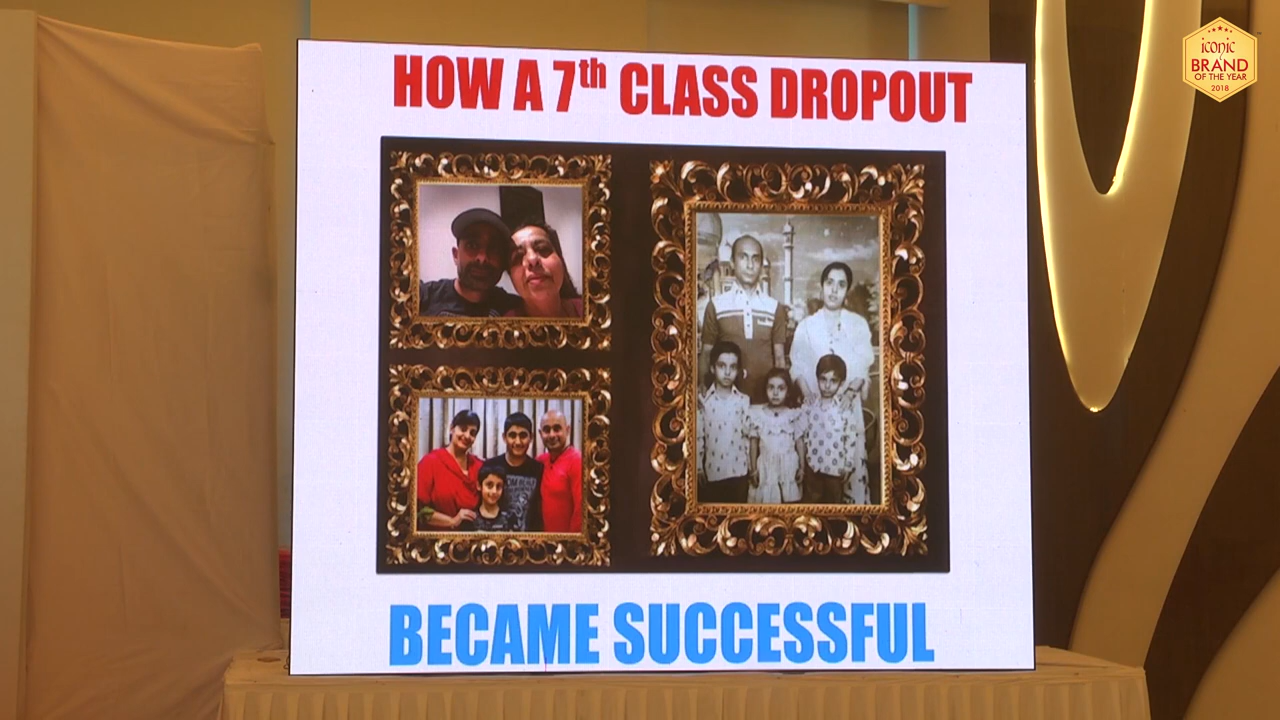 HOW A 7th CLASS DROPOUT
BECAME SUCCESSFUL
iconic
BRAND
OF THE YEAR
2018